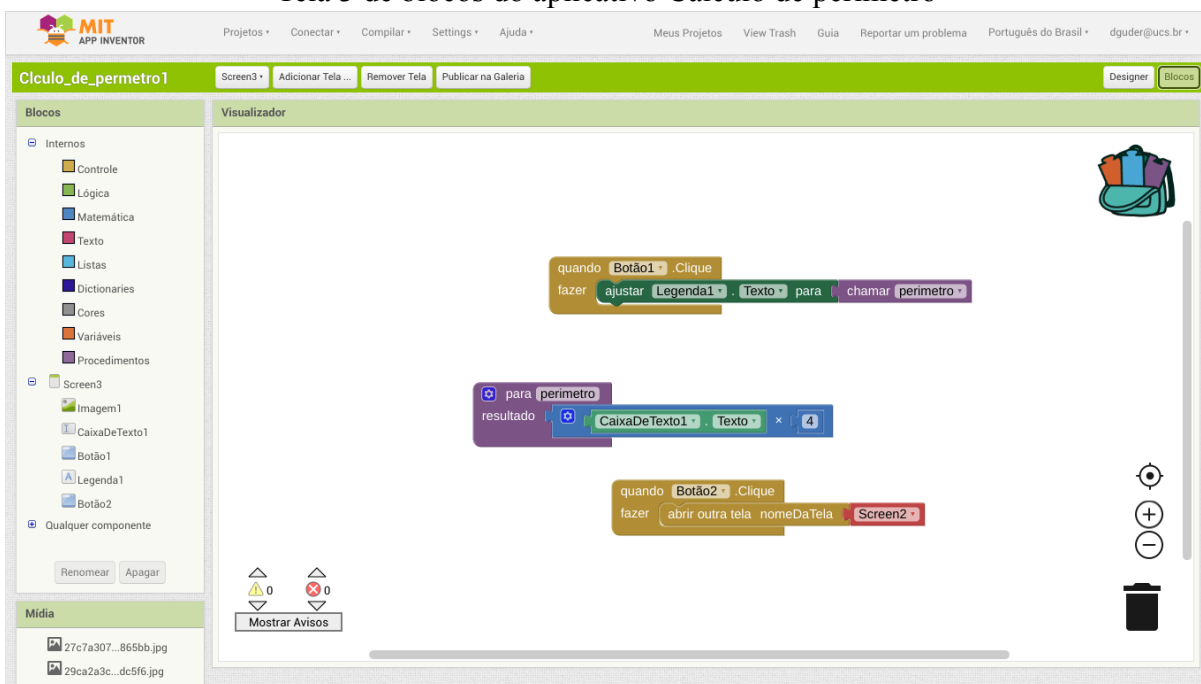 Tela 3 de blocos do aplicativo Cálculo de perímetro
MIT
APP INVENTOR
Projetos Conectar Compilar Settings Ajuda Meus Projetos View Trash Guia Reportar um problema Português do Brasil dguder@ucs.br
Clculo_de_permetro1 Screen3 Adicionar Tela ... Remover Tela Publicar na Galeria Designer Blocos
Blocos
Internos
Controle
Lógica
Matemática
Texto
Listas
Dictionaries
Cores
Variáveis
Procedimentos
Screen3
Imagem1
CaixaDeTexto1
Botão1
Legenda1
Botão2
Qualquer componente
Renomear Apagar
Mídia
27c7a307...865bb.jpg
29ca2a3c...dc5f6.jpg
Visualizador
quando Botão1 .Clique
fazer ajustar Legenda1 . Texto para chamar perimetro
para perimetro
resultado CaixaDeTexto1 . Texto × 4
quando Botão2 .Clique
fazer abrir outra tela nomeDaTela Screen2
0 0
Mostrar Avisos